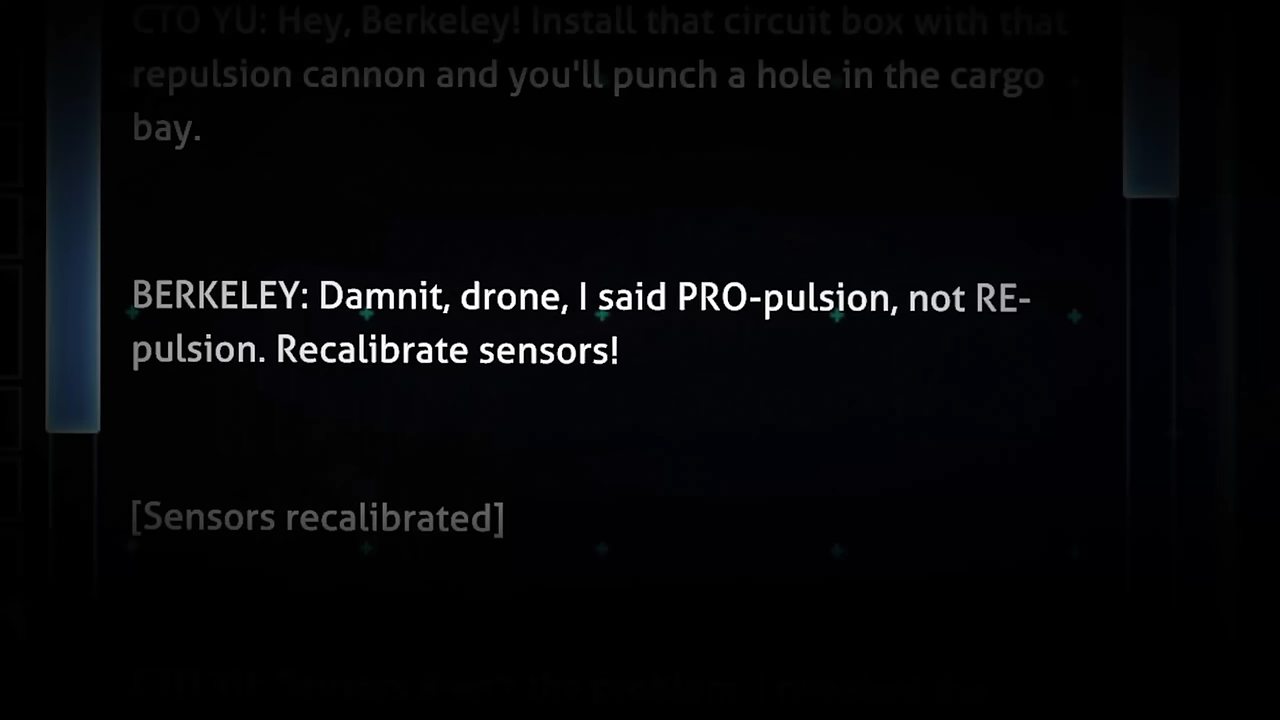 CTO YU: Hey, Berkeley! Install that circuit box with that
repulsion cannon and you'll punch a hole in the cargo
bay.
BERKELEY: Damnit, drone, I said PRO-pulsion, not RE-
pulsion. Recalibrate sensors!
[Sensors recalibrated]